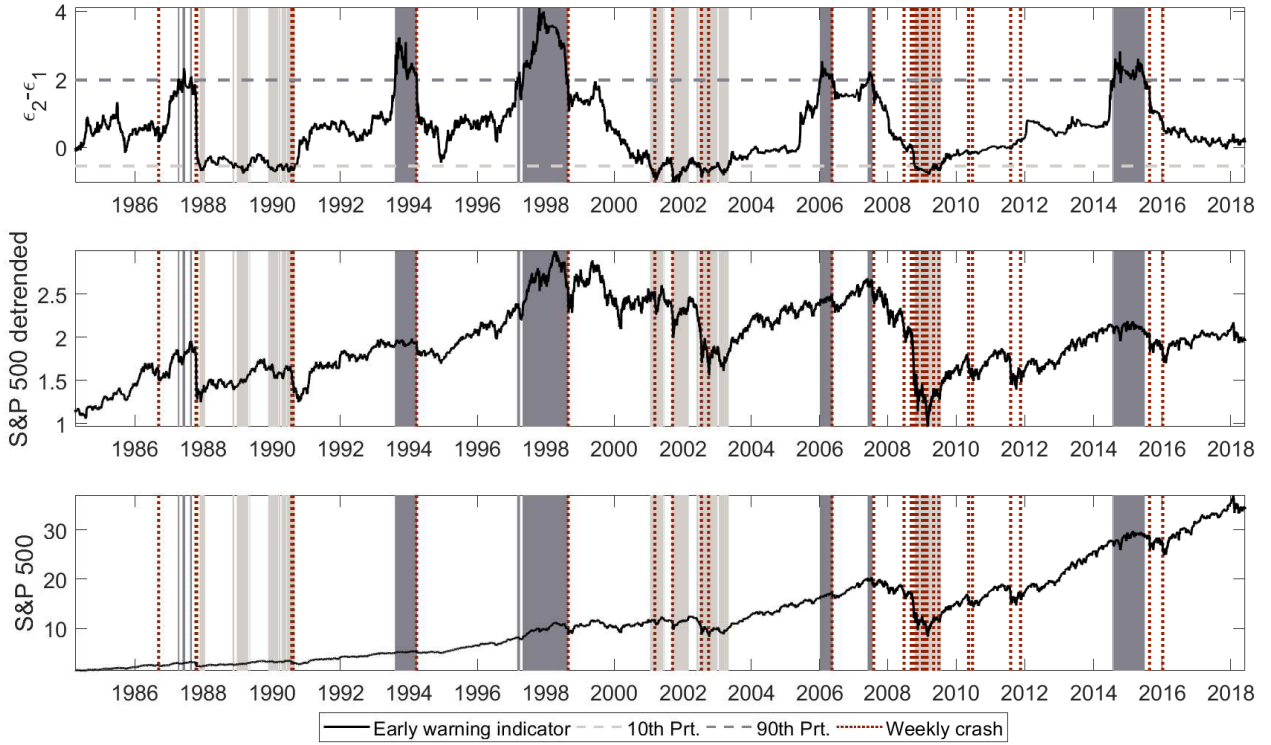 4
2
0
ϵ2-ϵ1
1986 1988 1990 1992 1994 1996 1998 2000 2002 2004 2006 2008 2010 2012 2014 2016 2018
2.5
2
1.5
1
S&P 500 detrended
1986 1988 1990 1992 1994 1996 1998 2000 2002 2004 2006 2008 2010 2012 2014 2016 2018
30
20
10
S&P 500
1986 1988 1990 1992 1994 1996 1998 2000 2002 2004 2006 2008 2010 2012 2014 2016 2018
Early warning indicator 10th Prt. 90th Prt. Weekly crash